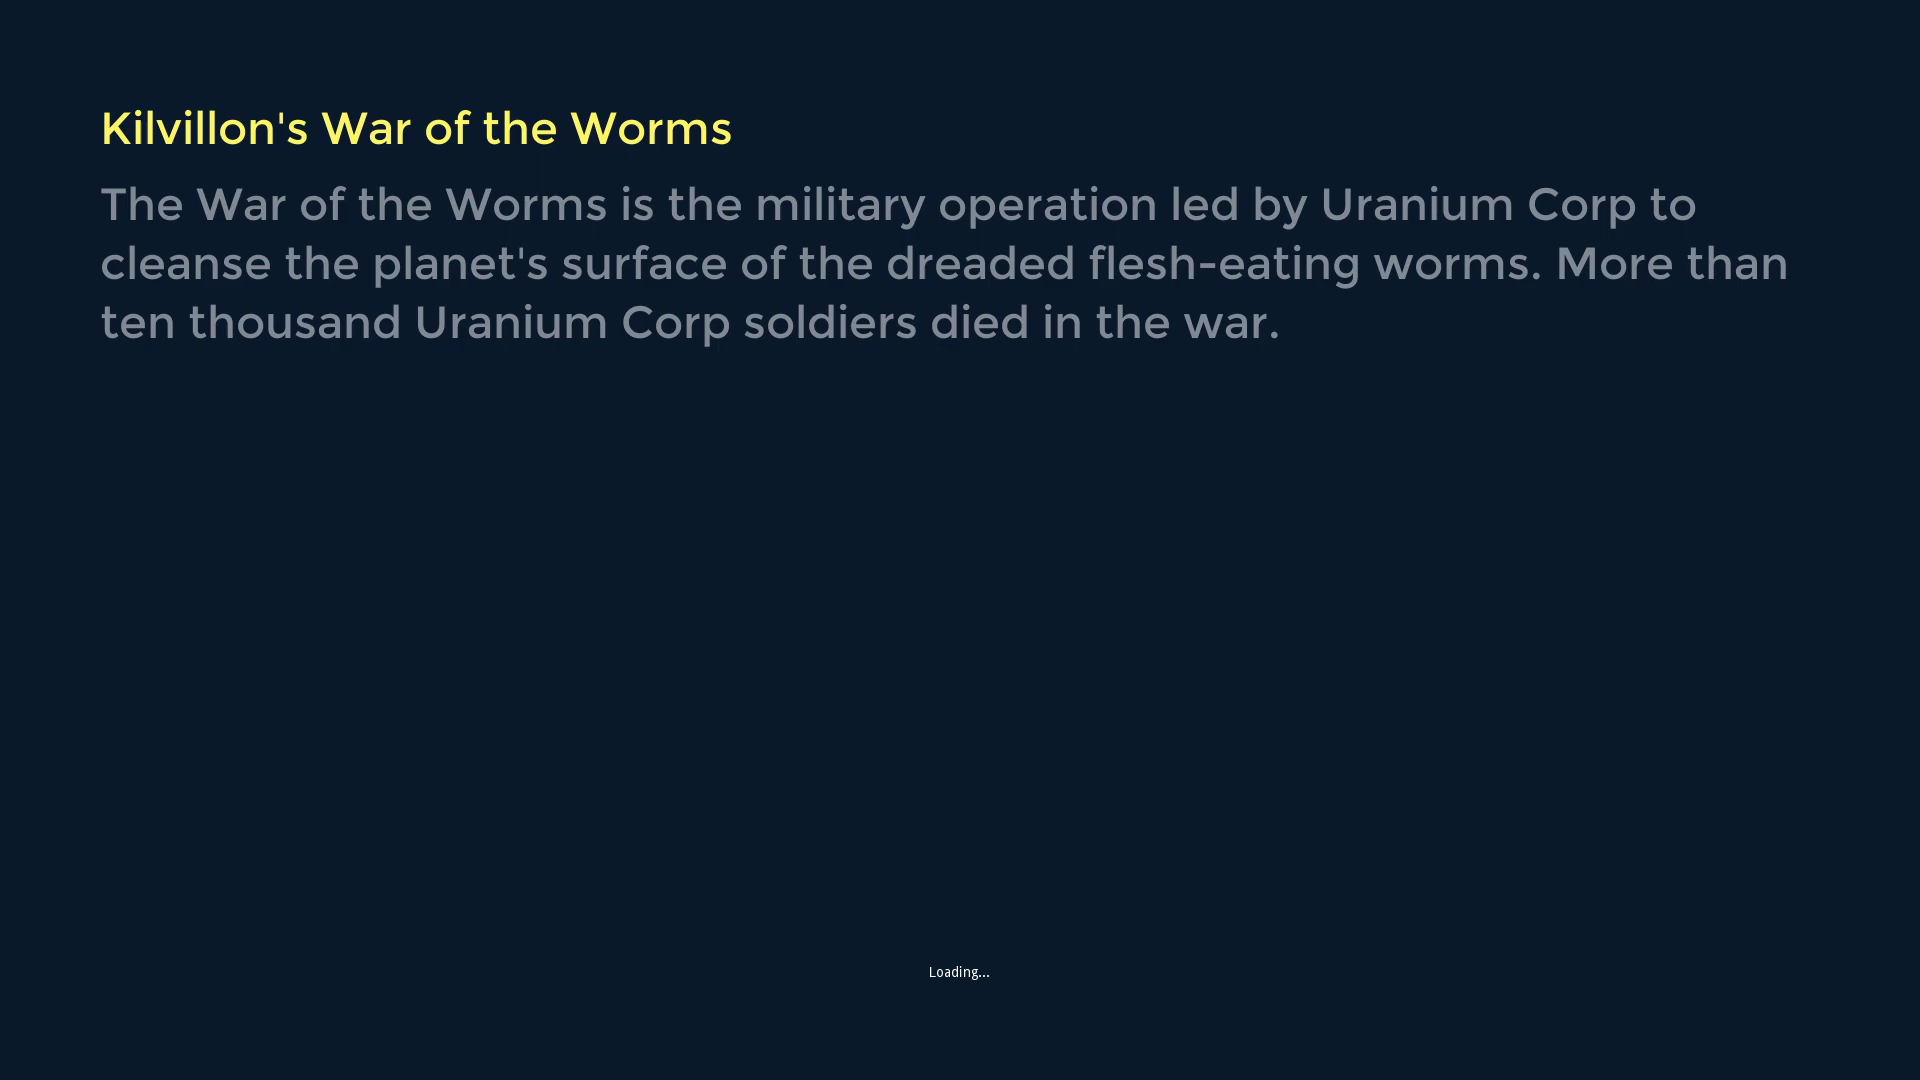 Kilvillon's War of the Worms
The War of the Worms is the military operation led by Uranium Corp to
cleanse the planet's surface of the dreaded flesh-eating worms. More than
ten thousand Uranium Corp soldiers died in the war.
Loading...